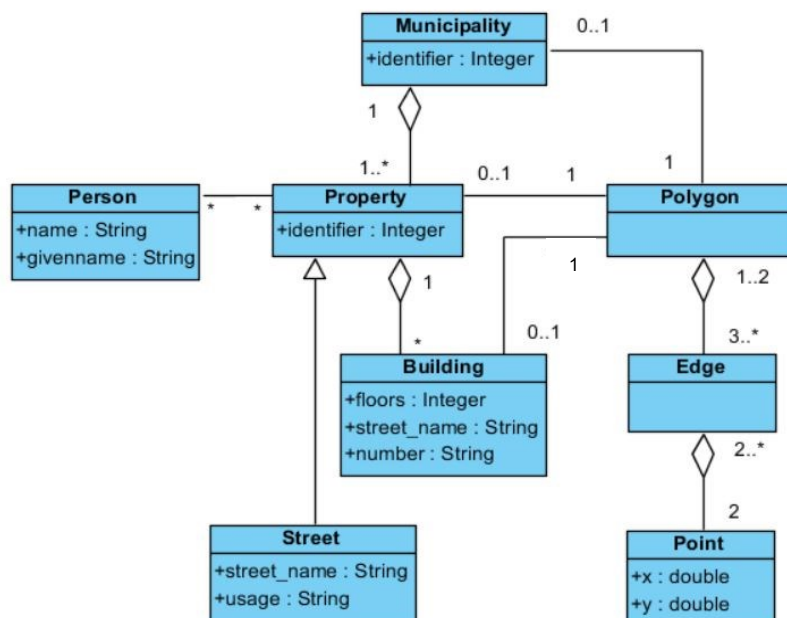 Municipality
+identifier : Integer
0..1
1
1..*
1
Person
+name : String
+givenname : String
*
*
Property
+identifier : Integer
0..1
1
Polygon
1
*
1
0..1
1..2
3..*
Building
+floors : Integer
+street_name : String
+number : String
Edge
2..*
2
Street
+street_name : String
+usage : String
Point
+x : double
+y : double